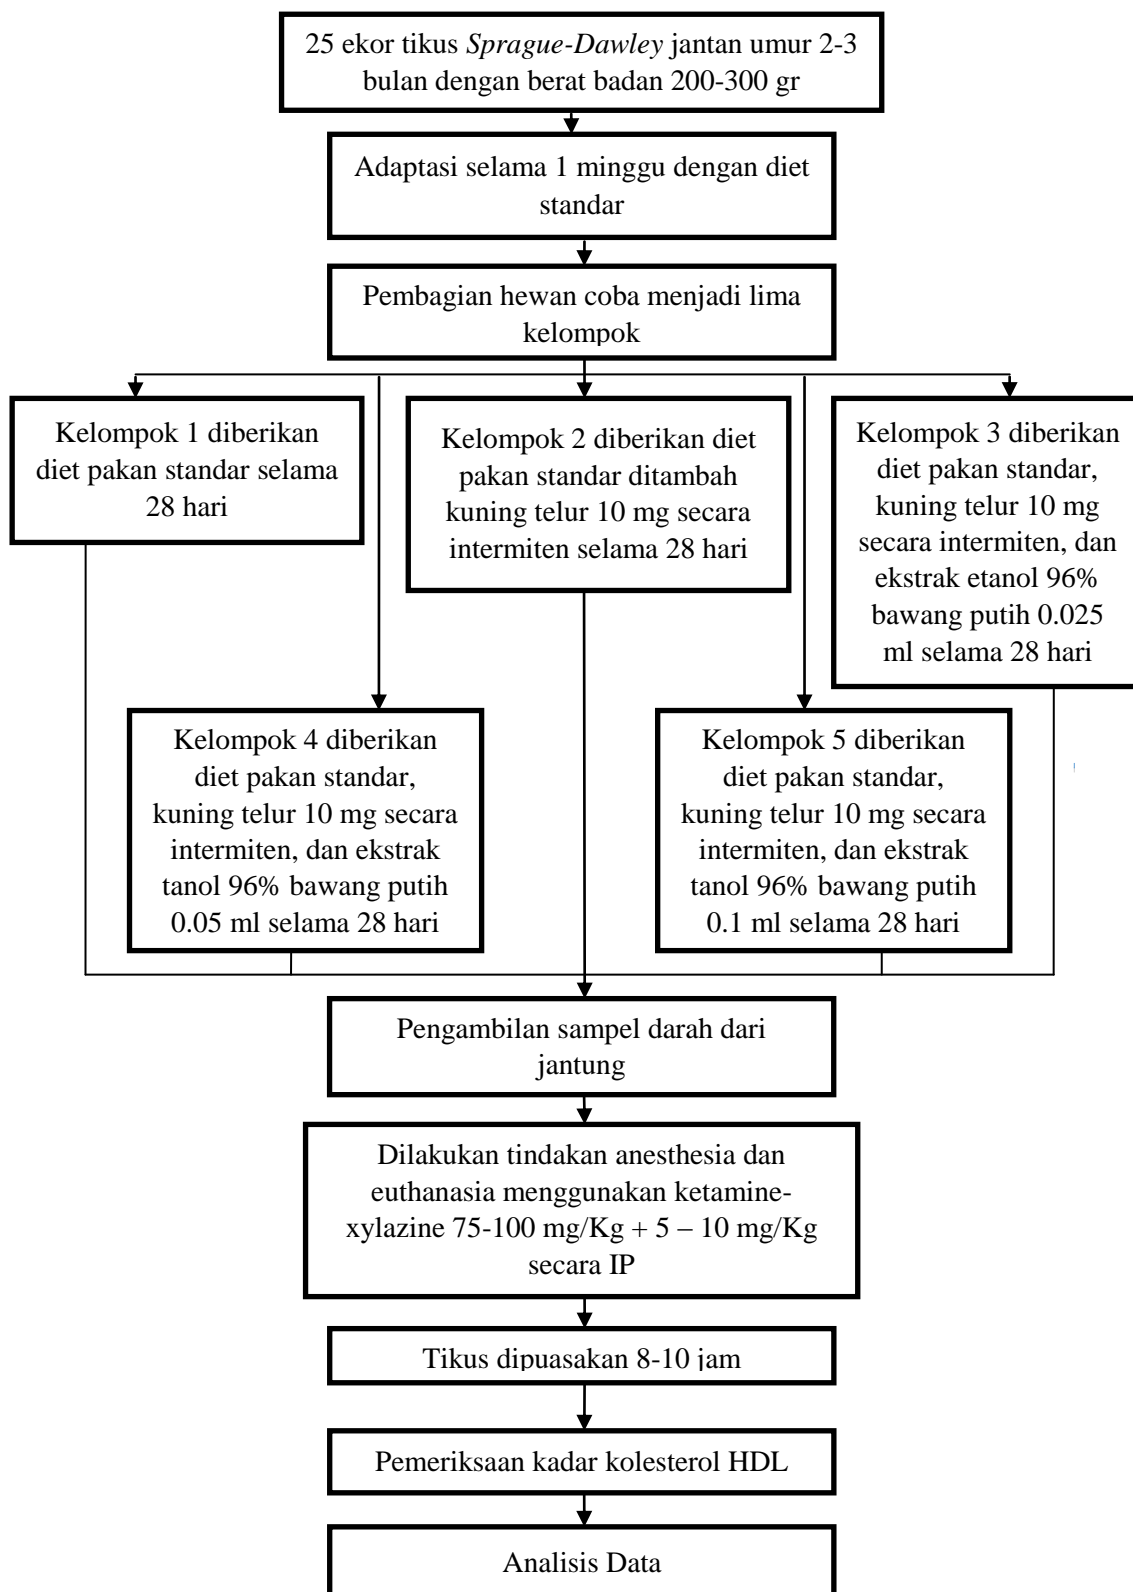 25 ekor tikus Sprague-Dawley jantan umur 2-3
bulan dengan berat badan 200-300 gr
Adaptasi selama 1 minggu dengan diet
standar
Pembagian hewan coba menjadi lima
kelompok
Kelompok 1 diberikan
diet pakan standar selama
28 hari
Kelompok 2 diberikan diet
pakan standar ditambah
kuning telur 10 mg secara
intermiten selama 28 hari
Kelompok 3 diberikan
diet pakan standar,
kuning telur 10 mg
secara intermiten, dan
ekstrak etanol 96%
bawang putih 0.025
ml selama 28 hari
Kelompok 4 diberikan
diet pakan standar,
kuning telur 10 mg secara
intermiten, dan ekstrak
tanol 96% bawang putih
0.05 ml selama 28 hari
Kelompok 5 diberikan
diet pakan standar,
kuning telur 10 mg secara
intermiten, dan ekstrak
tanol 96% bawang putih
0.1 ml selama 28 hari
Pengambilan sampel darah dari
jantung
Dilakukan tindakan anesthesia dan
euthanasia menggunakan ketamine-
xylazine 75-100 mg/Kg + 5 – 10 mg/Kg
secara IP
Tikus dipuasakan 8-10 jam
Pemeriksaan kadar kolesterol HDL
Analisis Data